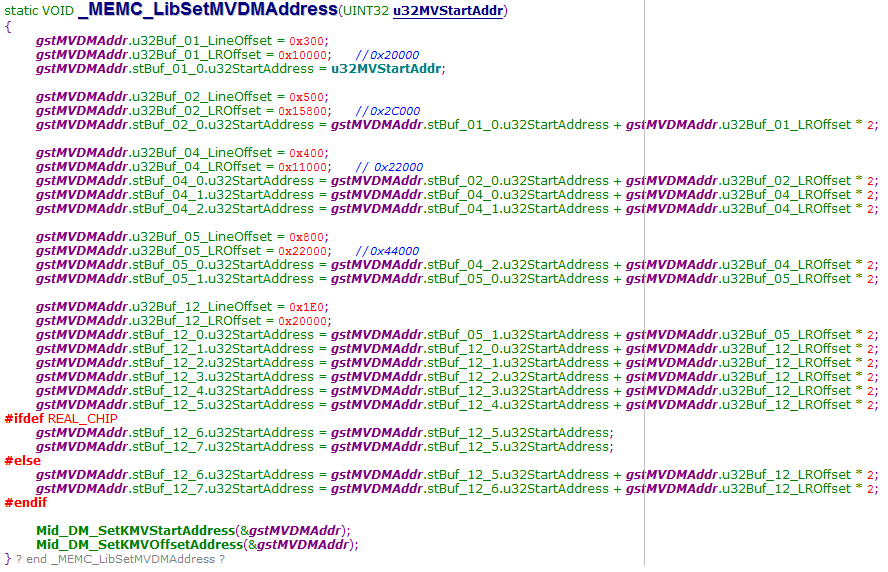 static VOID _MEMC_LibSetMVDMAddress(UINT32 u32MVStartAddr)
{
gstMVDMAddr.u32Buf_01_LineOffset = 0x300;
gstMVDMAddr.u32Buf_01_LROffset = 0x10000; //0x20000
gstMVDMAddr.stBuf_01_0.u32StartAddress = u32MVStartAddr;
gstMVDMAddr.u32Buf_02_LineOffset = 0x500;
gstMVDMAddr.u32Buf_02_LROffset = 0x15800; //0x2C000
gstMVDMAddr.stBuf_02_0.u32StartAddress = gstMVDMAddr.stBuf_01_0.u32StartAddress + gstMVDMAddr.u32Buf_01_LROffset * 2;
gstMVDMAddr.u32Buf_04_LineOffset = 0x400;
gstMVDMAddr.u32Buf_04_LROffset = 0x11000; // 0x22000
gstMVDMAddr.stBuf_04_0.u32StartAddress = gstMVDMAddr.stBuf_02_0.u32StartAddress + gstMVDMAddr.u32Buf_02_LROffset * 2;
gstMVDMAddr.stBuf_04_1.u32StartAddress = gstMVDMAddr.stBuf_04_0.u32StartAddress + gstMVDMAddr.u32Buf_04_LROffset * 2;
gstMVDMAddr.stBuf_04_2.u32StartAddress = gstMVDMAddr.stBuf_04_1.u32StartAddress + gstMVDMAddr.u32Buf_04_LROffset * 2;
gstMVDMAddr.u32Buf_05_LineOffset = 0x800;
gstMVDMAddr.u32Buf_05_LROffset = 0x22000; //0x44000
gstMVDMAddr.stBuf_05_0.u32StartAddress = gstMVDMAddr.stBuf_04_2.u32StartAddress + gstMVDMAddr.u32Buf_04_LROffset * 2;
gstMVDMAddr.stBuf_05_1.u32StartAddress = gstMVDMAddr.stBuf_05_0.u32StartAddress + gstMVDMAddr.u32Buf_05_LROffset * 2;
gstMVDMAddr.u32Buf_12_LineOffset = 0x1E0;
gstMVDMAddr.u32Buf_12_LROffset = 0x20000;
gstMVDMAddr.stBuf_12_0.u32StartAddress = gstMVDMAddr.stBuf_05_1.u32StartAddress + gstMVDMAddr.u32Buf_05_LROffset * 2;
gstMVDMAddr.stBuf_12_1.u32StartAddress = gstMVDMAddr.stBuf_12_0.u32StartAddress + gstMVDMAddr.u32Buf_12_LROffset * 2;
gstMVDMAddr.stBuf_12_2.u32StartAddress = gstMVDMAddr.stBuf_12_1.u32StartAddress + gstMVDMAddr.u32Buf_12_LROffset * 2;
gstMVDMAddr.stBuf_12_3.u32StartAddress = gstMVDMAddr.stBuf_12_2.u32StartAddress + gstMVDMAddr.u32Buf_12_LROffset * 2;
gstMVDMAddr.stBuf_12_4.u32StartAddress = gstMVDMAddr.stBuf_12_3.u32StartAddress + gstMVDMAddr.u32Buf_12_LROffset * 2;
gstMVDMAddr.stBuf_12_5.u32StartAddress = gstMVDMAddr.stBuf_12_4.u32StartAddress + gstMVDMAddr.u32Buf_12_LROffset * 2;
#ifdef REAL_CHIP
gstMVDMAddr.stBuf_12_6.u32StartAddress = gstMVDMAddr.stBuf_12_5.u32StartAddress;
gstMVDMAddr.stBuf_12_7.u32StartAddress = gstMVDMAddr.stBuf_12_5.u32StartAddress;
#else
gstMVDMAddr.stBuf_12_6.u32StartAddress = gstMVDMAddr.stBuf_12_5.u32StartAddress + gstMVDMAddr.u32Buf_12_LROffset * 2;
gstMVDMAddr.stBuf_12_7.u32StartAddress = gstMVDMAddr.stBuf_12_6.u32StartAddress + gstMVDMAddr.u32Buf_12_LROffset * 2;
#endif
Mid_DM_SetKMVStartAddress(&gstMVDMAddr);
Mid_DM_SetKMVOffsetAddress(&gstMVDMAddr);
} ? end _MEMC_LibSetMVDMAddress ?